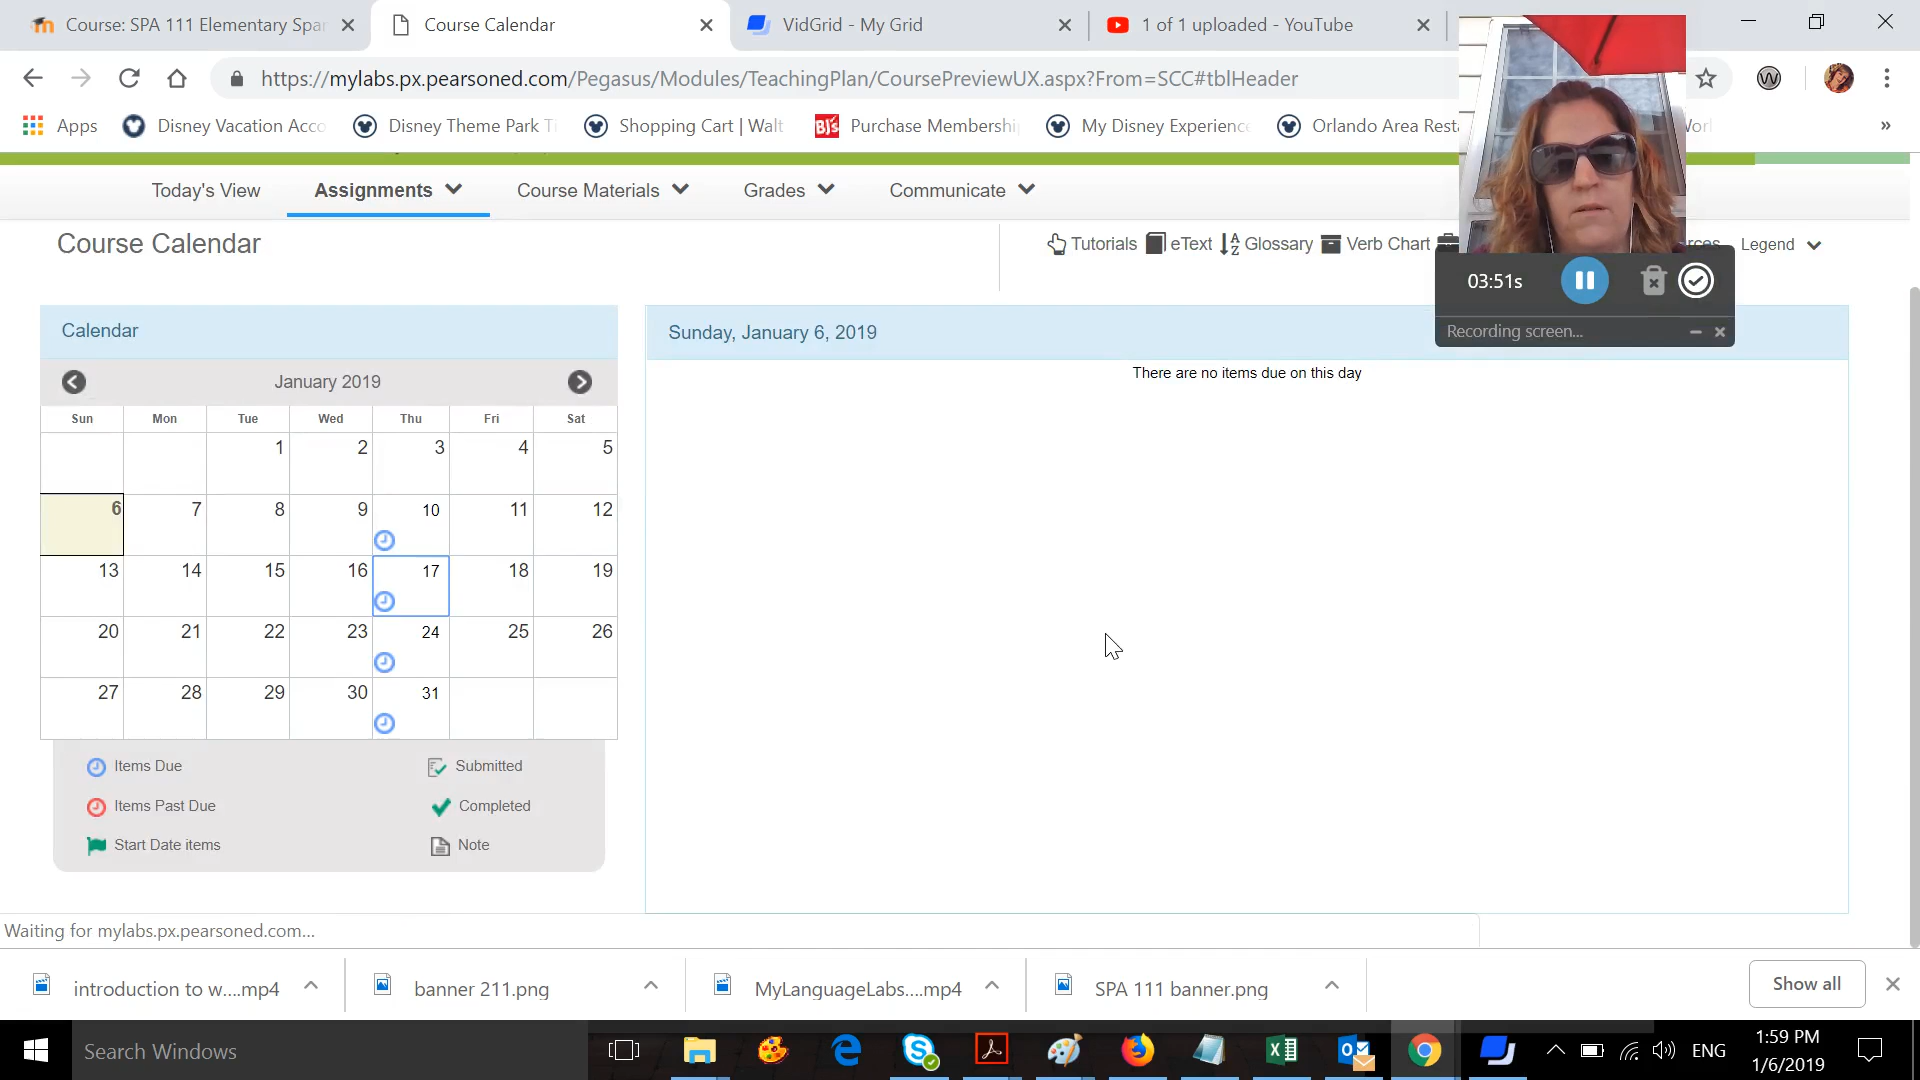 Course: SPA 111 Elementary Spa
Course Calendar
VidGrid - My Grid
1 of 1 uploaded - YouTube
https://mylabs.px.pearsoned.com/Pegasus/Modules/TeachingPlan/CoursePreviewUX.aspx?From=SCC#tblHeader
Apps
Disney Vacation Acco
Disney Theme Park Ti
Shopping Cart | Walt
BJ's
Purchase Membershi
My Disney Experience
Orlando Area Rest
»
Today's View
Assignments
Course Materials
Grades
Communicate
Course Calendar
Tutorials
eText
Glossary
Verb Chart
Legend
03:51s
Recording screen...
Calendar
January 2019
Sun Mon Tue Wed Thu Fri Sat
1 2 3 4 5
6 7 8 9 10 11 12
13 14 15 16 17 18 19
20 21 22 23 24 25 26
27 28 29 30 31
Items Due
Submitted
Items Past Due
Completed
Start Date items
Note
Sunday, January 6, 2019
There are no items due on this day
Waiting for mylabs.px.pearsoned.com...
introduction to w....mp4
banner 211.png
MyLanguageLabs....mp4
SPA 111 banner.png
Show all
Search Windows
ENG
1:59 PM
1/6/2019